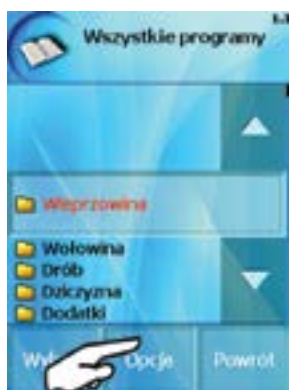 Wszystkie programy
Wieprzowina
Wołowina
Drób
Dziczyzna
Dodatki
Opcje Powrót